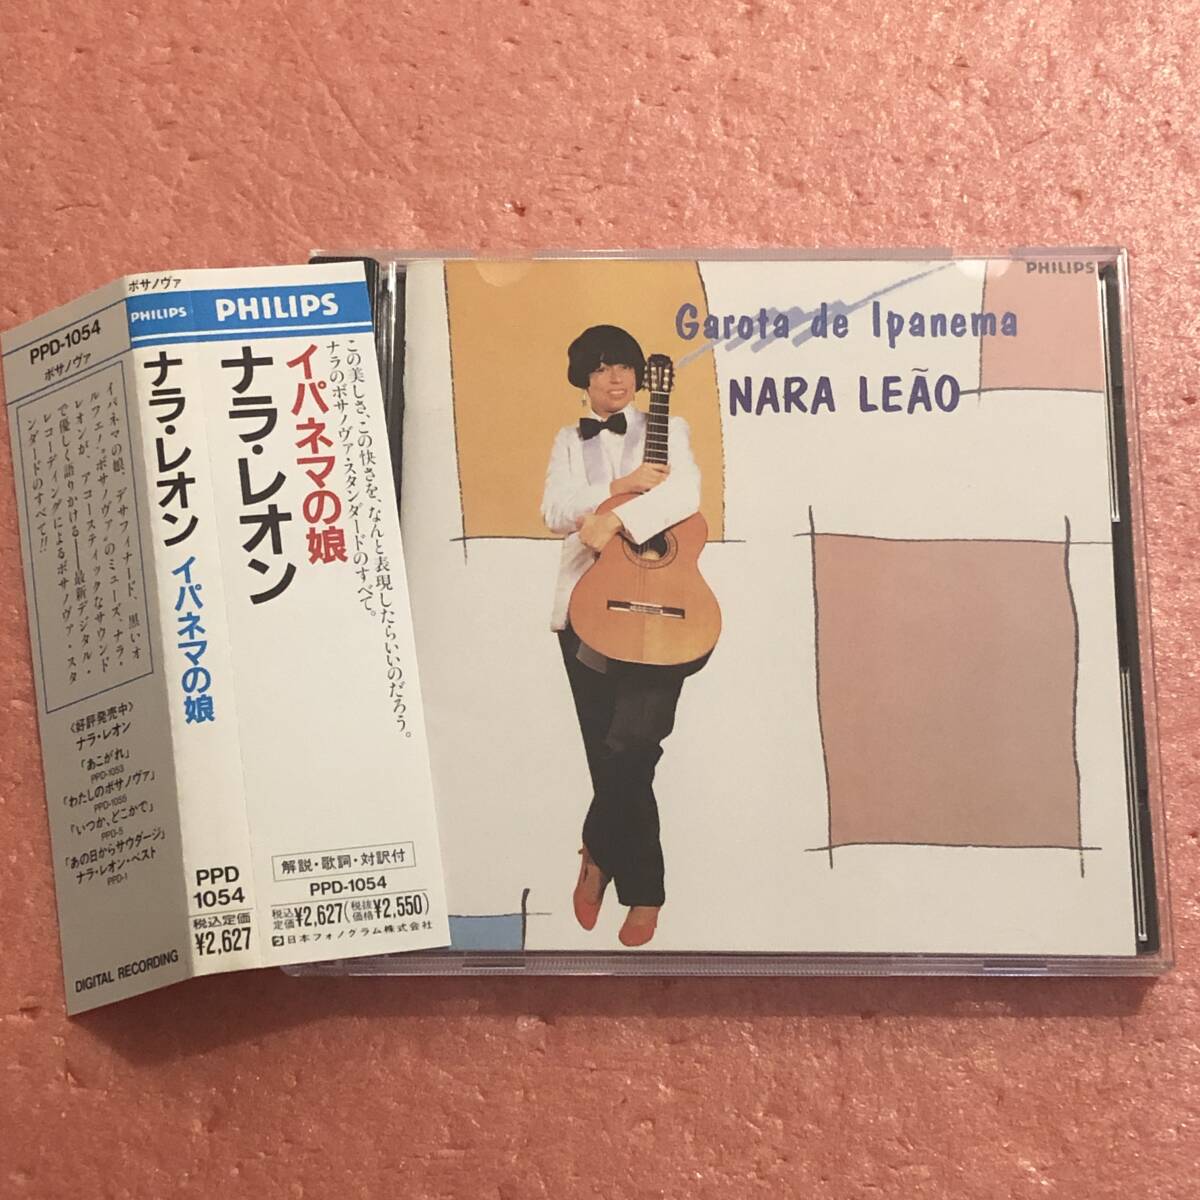 PPD-1054
ボサノヴァ
イパネマの娘、デサフィナード、黒いオ
ルフェ／“ボサノヴァ”のミューズ、ナラ・
レオンが、アコースティックなサウンド
で優しく語りかける——最新デジタル・
レコーディングによるボサノヴァ・スタ
ンダードのすべて!!
〈好評発売中〉
ナラ・レオン
「あこがれ」
PPD-1053
「わたしのボサノヴァ」
PPD-1055
「いつか、どこかで」
PPD-5
「あの日からサウダージ」
ナラ・レオン・ベスト
PPD-1
DIGITAL RECORDING
ボサノヴァ
PHILIPS
ナラ・レオン イパネマの娘
PPD
1054
税込定価
¥2,627
PHILIPS
この美しさ、この快さを、なんと表現したらいいのだろう。
ナラのボサノヴァ・スタンダードのすべて。
イパネマの娘
ナラ・レオン
解説・歌詞・対訳付
PPD-1054
税込定価¥2,627(税抜価格¥2,550)
日本フォノグラム株式会社
PHILIPS
Garota de Ipanema
NARA LEÃO